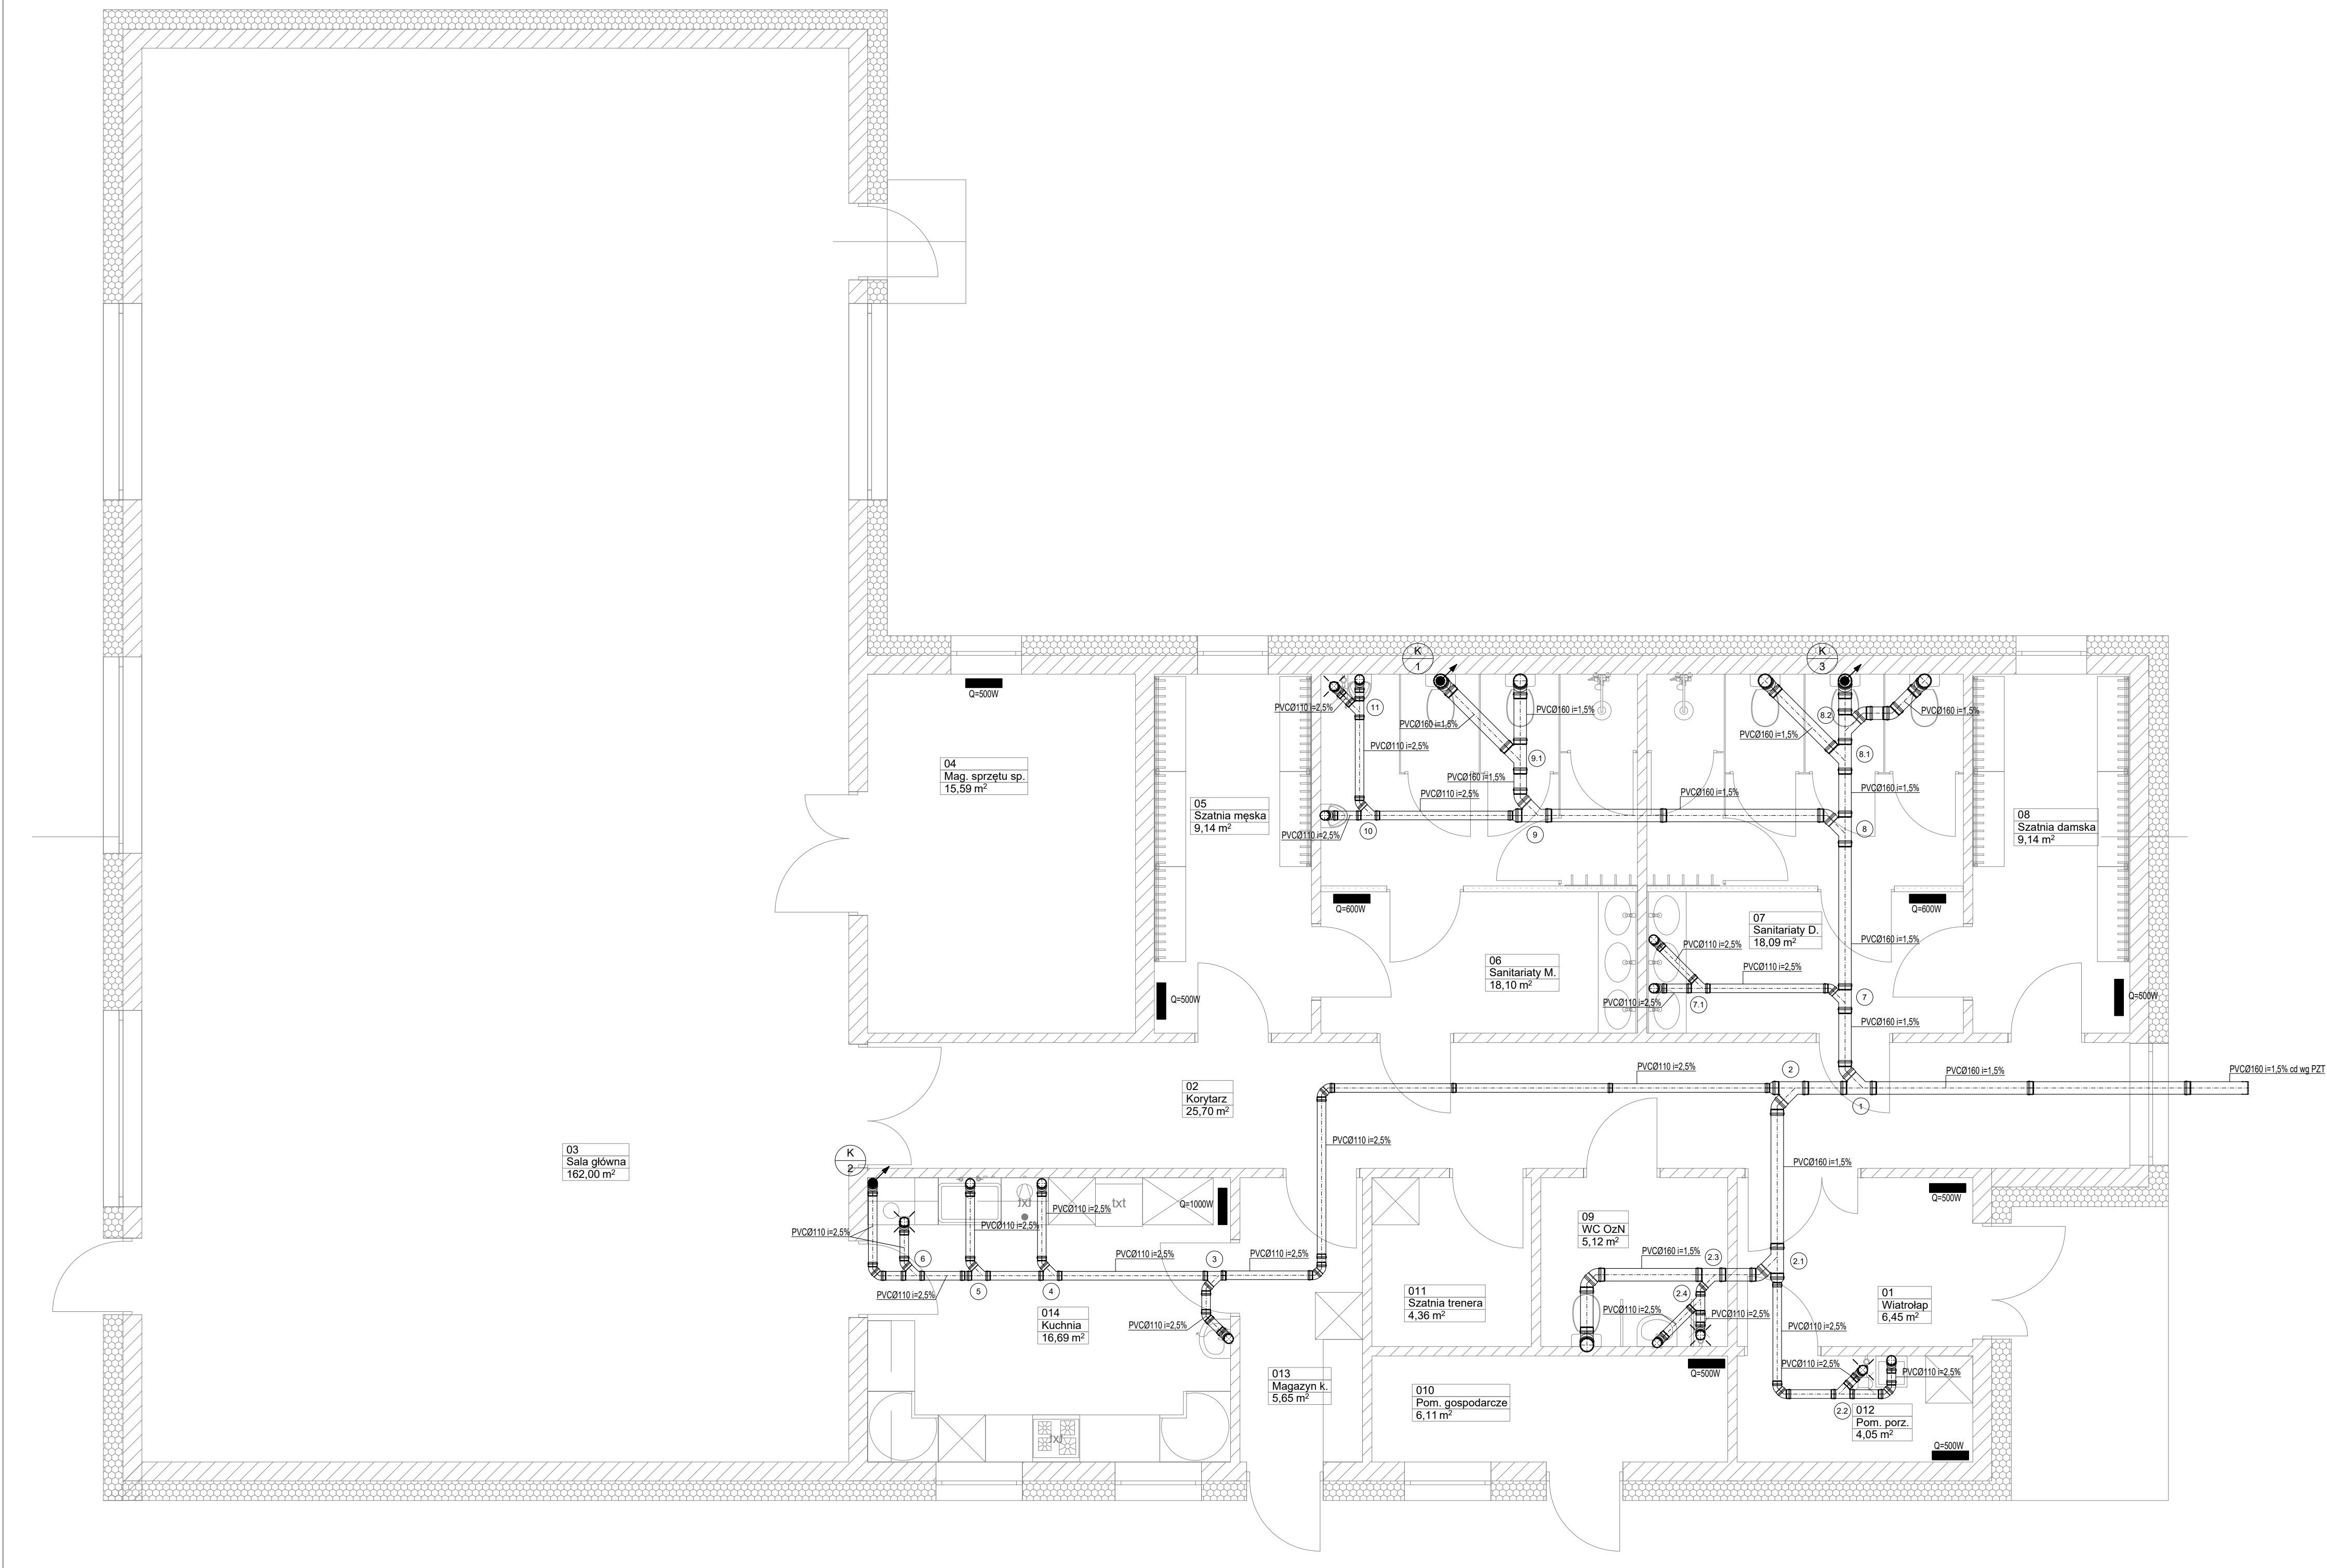 K
1
K
3
Q=500W
PVCØ110 i=2,5%
11
PVCØ160 i=1,5%
PVCØ160 i=1,5%
8.2
PVCØ160 i=1,5%
PVCØ160 i=1,5%
PVCØ110 i=2,5%
9.1
8.1
04
Mag. sprzętu sp.
15,59 m²
PVCØ160 i=1,5%
PVCØ110 i=2,5%
PVCØ160 i=1,5%
PVCØ160 i=1,5%
05
Szatnia męska
9,14 m²
08
Szatnia damska
9,14 m²
PVCØ110 i=2,5%
10
9
8
Q=600W
Q=600W
07
Sanitariaty D.
18,09 m²
PVCØ110 i=2,5%
PVCØ160 i=1,5%
06
Sanitariaty M.
18,10 m²
PVCØ110 i=2,5%
Q=500W
PVCØ110 i=2,5%
7.1
7
Q=500W
PVCØ160 i=1,5%
02
Korytarz
25,70 m²
PVCØ110 i=2,5%
2
PVCØ160 i=1,5%
PVCØ160 i=1,5% cd wg PZT
1
03
Sala główna
162,00 m²
K
2
PVCØ110 i=2,5%
PVCØ160 i=1,5%
txt
txt
Q=1000W
Q=500W
PVCØ110 i=2,5%
PVCØ110 i=2,5%
PVCØ110 i=2,5%
09
WC OzN
5,12 m²
6
PVCØ110 i=2,5%
3
PVCØ110 i=2,5%
PVCØ160 i=1,5%
2.3
2.1
PVCØ110 i=2,5%
5
4
2.4
011
Szatnia trenera
4,36 m²
01
Wiatrołap
6,45 m²
014
Kuchnia
16,69 m²
PVCØ110 i=2,5%
PVCØ110 i=2,5%
PVCØ110 i=2,5%
PVCØ110 i=2,5%
013
Magazyn k.
5,65 m²
Q=500W
PVCØ110 i=2,5%
PVCØ110 i=2,5%
010
Pom. gospodarcze
6,11 m²
2.2
012
Pom. porz.
4,05 m²
txt
Q=500W